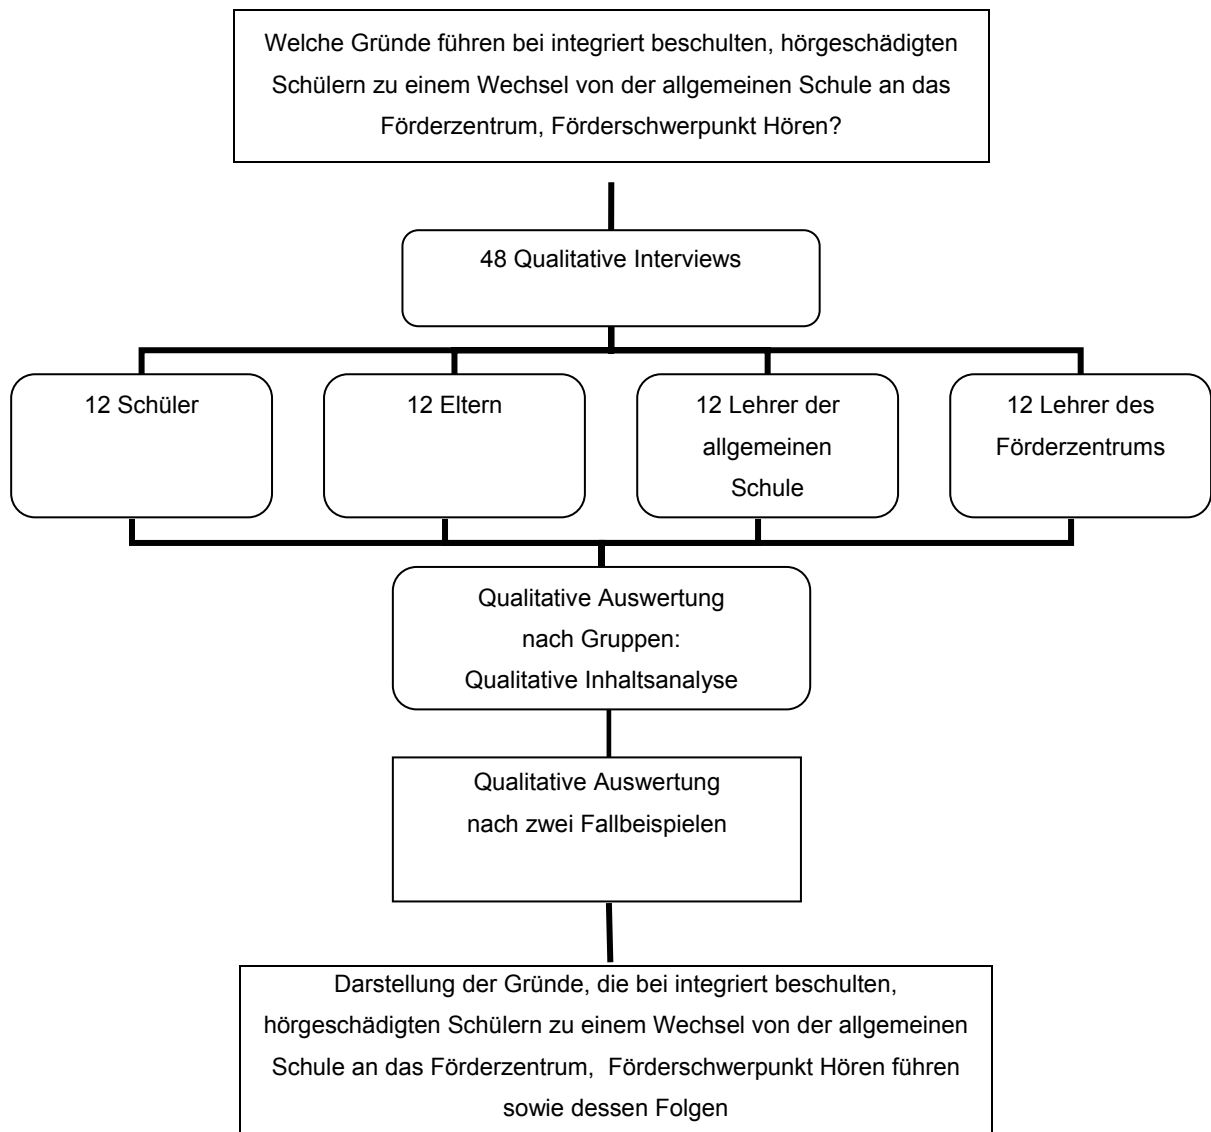 Welche Gründe führen bei integriert beschulten, hörgeschädigten
Schülern zu einem Wechsel von der allgemeinen Schule an das
Förderzentrum, Förderschwerpunkt Hören?
48 Qualitative Interviews
12 Schüler
12 Eltern
12 Lehrer der
allgemeinen
Schule
12 Lehrer des
Förderzentrums
Qualitative Auswertung
nach Gruppen:
Qualitative Inhaltsanalyse
Qualitative Auswertung
nach zwei Fallbeispielen
Darstellung der Gründe, die bei integriert beschulten,
hörgeschädigten Schülern zu einem Wechsel von der allgemeinen
Schule an das Förderzentrum, Förderschwerpunkt Hören führen
sowie dessen Folgen